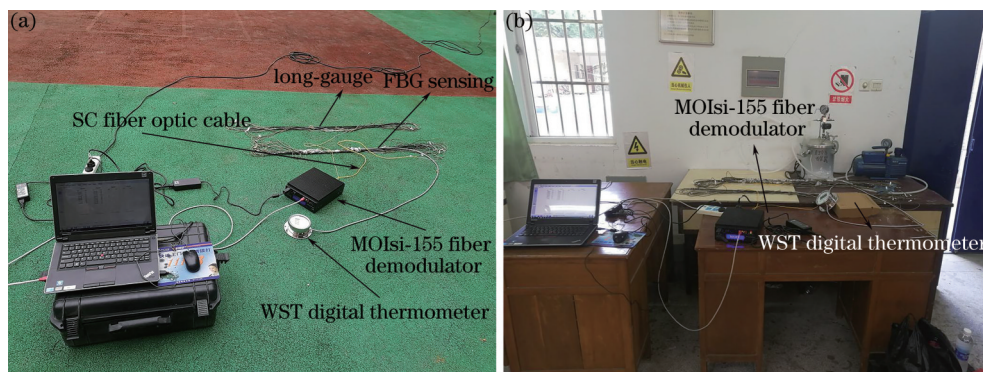 (a)
long-gauge
FBG sensing
SC fiber optic cable
MOIsi-155 fiber
demodulator
WST digital thermometer
(b)
MOIsi-155 fiber
demodulator
WST digital thermometer